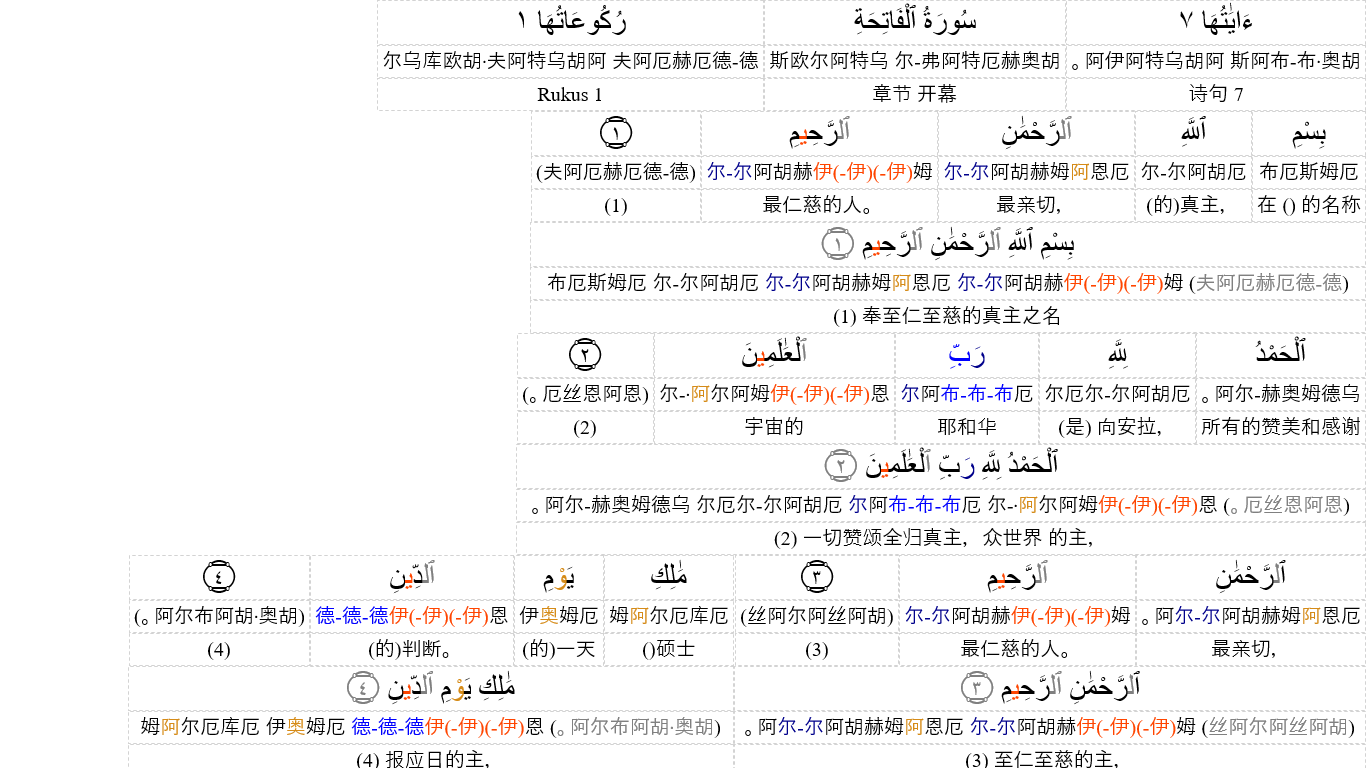 ءَايَٰتُهَا ٧ سُورَةُ ٱلْفَاتِحَةِ رُكُوعَاتُهَا ١
。阿伊阿特乌胡阿 斯阿布-布·奥胡 斯欧尔阿特乌 尔-弗阿特厄赫奥胡 尔乌库欧胡·夫阿特乌胡阿 夫阿厄赫厄德-德
诗句 7 章节 开幕 Rukus 1
بِسْمِ ٱللَّهِ ٱلرَّحْمَٰنِ ٱلرَّحِيمِ ١
布厄斯姆厄 尔-尔阿胡厄 尔-尔阿胡赫姆阿恩厄 尔-尔阿胡赫伊(-伊)(-伊)姆 (夫阿厄赫厄德-德)
在 () 的名称 (的)真主, 最亲切, 最仁慈的人。 (1)
بِسْمِ ٱللَّهِ ٱلرَّحْمَٰنِ ٱلرَّحِيمِ ١
布厄斯姆厄 尔-尔阿胡厄 尔-尔阿胡赫姆阿恩厄 尔-尔阿胡赫伊(-伊)(-伊)姆 (夫阿厄赫厄德-德)
(1) 奉至仁至慈的真主之名
ٱلْحَمْدُ لِلَّهِ رَبِّ ٱلْعَٰلَمِينَ ٢
。阿尔-赫奥姆德乌 尔厄尔-尔阿胡厄 尔阿布-布-布厄 尔-·阿尔阿姆伊(-伊)(-伊)恩 (。厄丝恩阿恩)
所有的赞美和感谢 (是) 向安拉, 耶和华 宇宙的 (2)
ٱلْحَمْدُ لِلَّهِ رَبِّ ٱلْعَٰلَمِينَ ٢
。阿尔-赫奥姆德乌 尔厄尔-尔阿胡厄 尔阿布-布-布厄 尔-·阿尔阿姆伊(-伊)(-伊)恩 (。厄丝恩阿恩)
(2) 一切赞颂全归真主, 众世界 的主,
ٱلرَّحْمَٰنِ ٱلرَّحِيمِ ٣ مَٰلِكِ يَوْمِ ٱلدِّينِ ٤
。阿尔-尔阿胡赫姆阿恩厄 尔-尔阿胡赫伊(-伊)(-伊)姆 (丝阿尔阿丝阿胡) 姆阿尔厄库厄 伊奥姆厄 德-德-德伊(-伊)(-伊)恩 (。阿尔布阿胡·奥胡)
最亲切, 最仁慈的人。 (3) ()硕士 (的)一天 (的)判断。 (4)
ٱلرَّحْمَٰنِ ٱلرَّحِيمِ ٣ مَٰلِكِ يَوْمِ ٱلدِّينِ ٤
。阿尔-尔阿胡赫姆阿恩厄 尔-尔阿胡赫伊(-伊)(-伊)姆 (丝阿尔阿丝阿胡) 姆阿尔厄库厄 伊奥姆厄 德-德-德伊(-伊)(-伊)恩 (。阿尔布阿胡·奥胡)
(3) 至仁至慈的主, (4) 报应日的主,